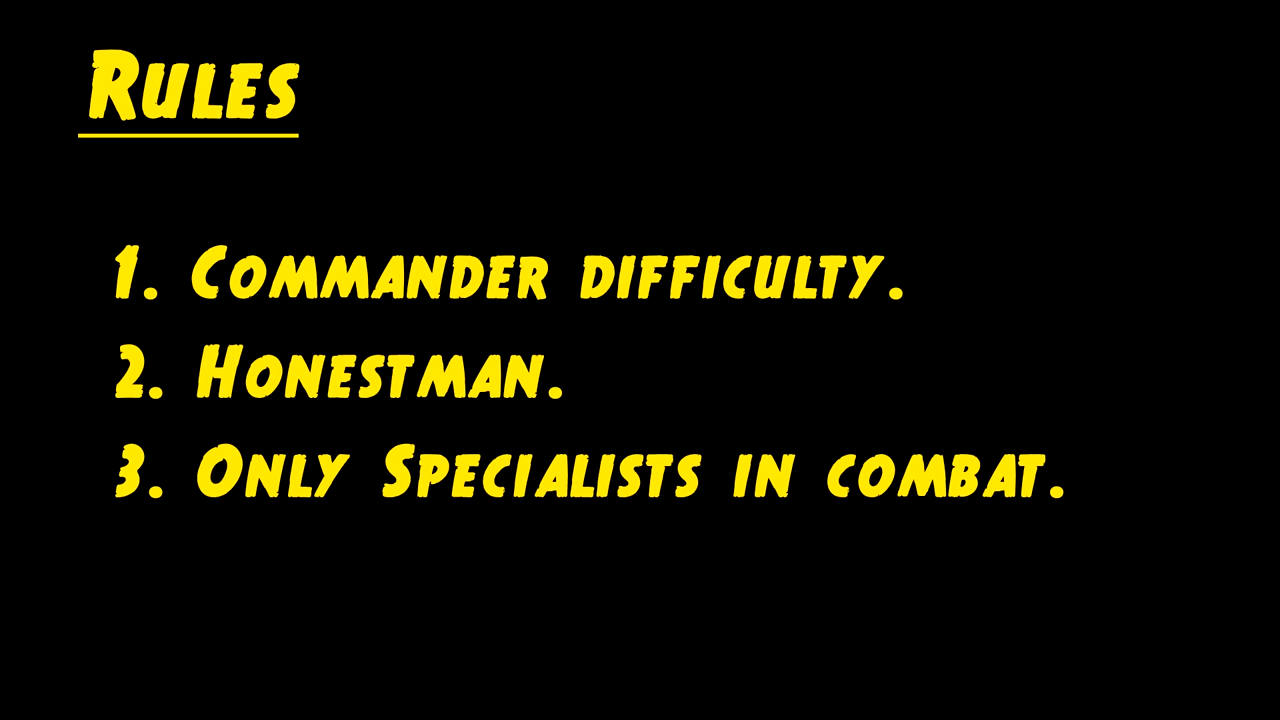 Rules
1. Commander difficulty.
2. Honestman.
3. Only Specialists in combat.